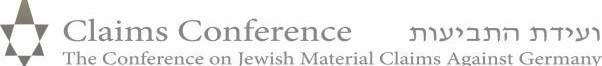 Claims Conference ועידת התביעות
The Conference on Jewish Material Claims Against Germany